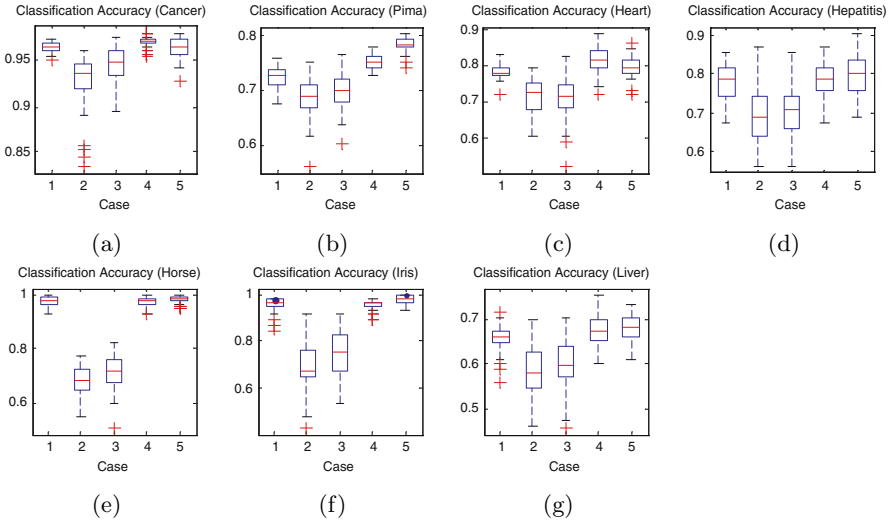 Classification Accuracy (Cancer)
0.95
0.9
0.85
1 2 3 4 5
Case
(a)
Classification Accuracy (Pima)
0.8
0.7
0.6
1 2 3 4 5
Case
(b)
Classification Accuracy (Heart)
0.9
0.8
0.7
0.6
1 2 3 4 5
Case
(c)
Classification Accuracy (Hepatitis)
0.9
0.8
0.7
0.6
1 2 3 4 5
Case
(d)
Classification Accuracy (Horse)
1
0.8
0.6
1 2 3 4 5
Case
(e)
Classification Accuracy (Iris)
1
0.8
0.6
1 2 3 4 5
Case
(f)
Classification Accuracy (Liver)
0.7
0.6
0.5
1 2 3 4 5
Case
(g)